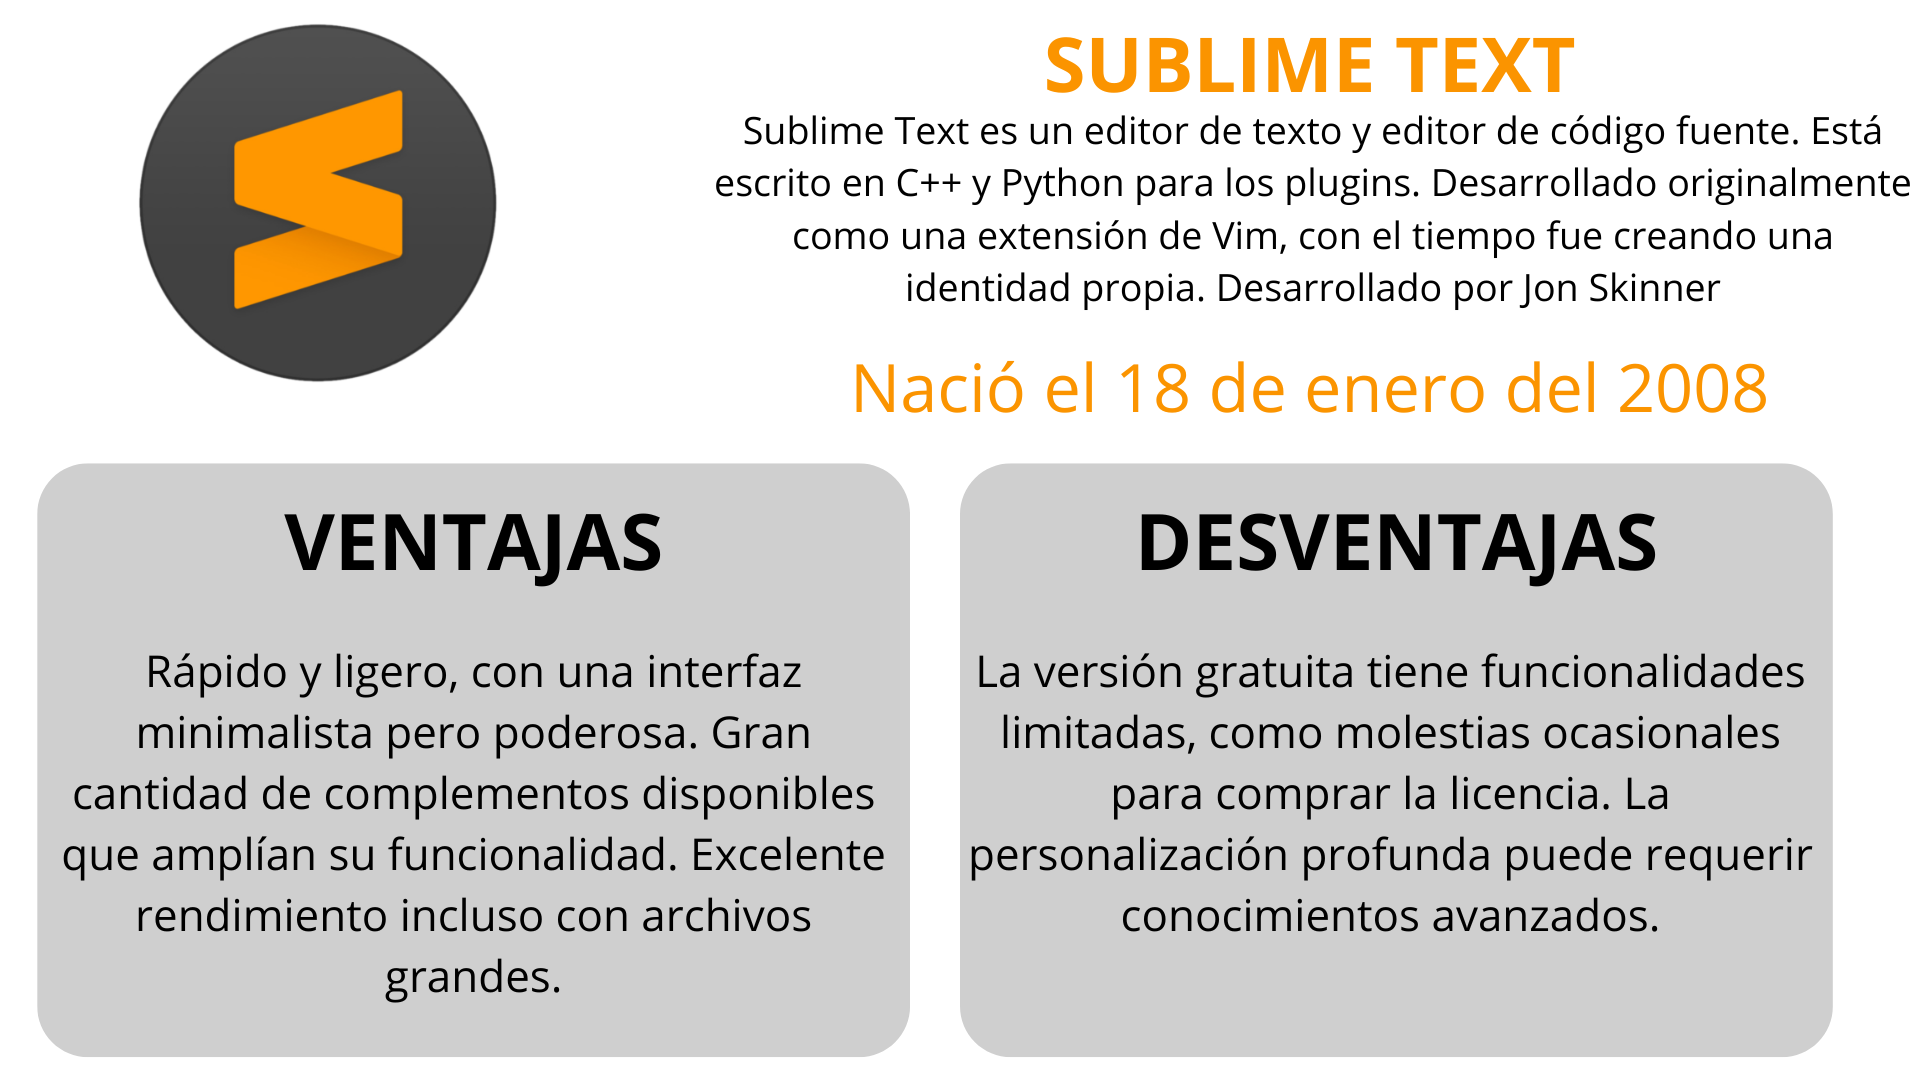 SUBLIME TEXT
Sublime Text es un editor de texto y editor de código fuente. Está
escrito en C++ y Python para los plugins. Desarrollado originalmente
como una extensión de Vim, con el tiempo fue creando una
identidad propia. Desarrollado por Jon Skinner
Nació el 18 de enero del 2008
VENTAJAS
Rápido y ligero, con una interfaz
minimalista pero poderosa. Gran
cantidad de complementos disponibles
que amplían su funcionalidad. Excelente
rendimiento incluso con archivos
grandes.
DESVENTAJAS
La versión gratuita tiene funcionalidades
limitadas, como molestias ocasionales
para comprar la licencia. La
personalización profunda puede requerir
conocimientos avanzados.